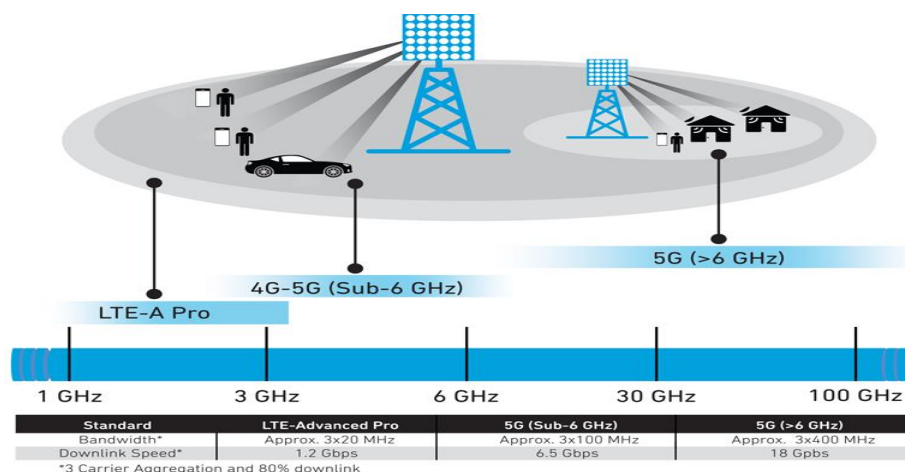 5G (>6 GHz)
4G-5G (Sub-6 GHz)
LTE-A Pro
1 GHz 3 GHz 6 GHz 30 GHz 100 GHz
Standard LTE-Advanced Pro 5G (Sub-6 GHz) 5G (>6 GHz)
Bandwidth* Approx. 3x20 MHz Approx. 3x100 MHz Approx. 3x400 MHz
Downlink Speed* 1.2 Gbps 6.5 Gbps 18 Gpbs
*3 Carrier Aggregation and 80% downlink